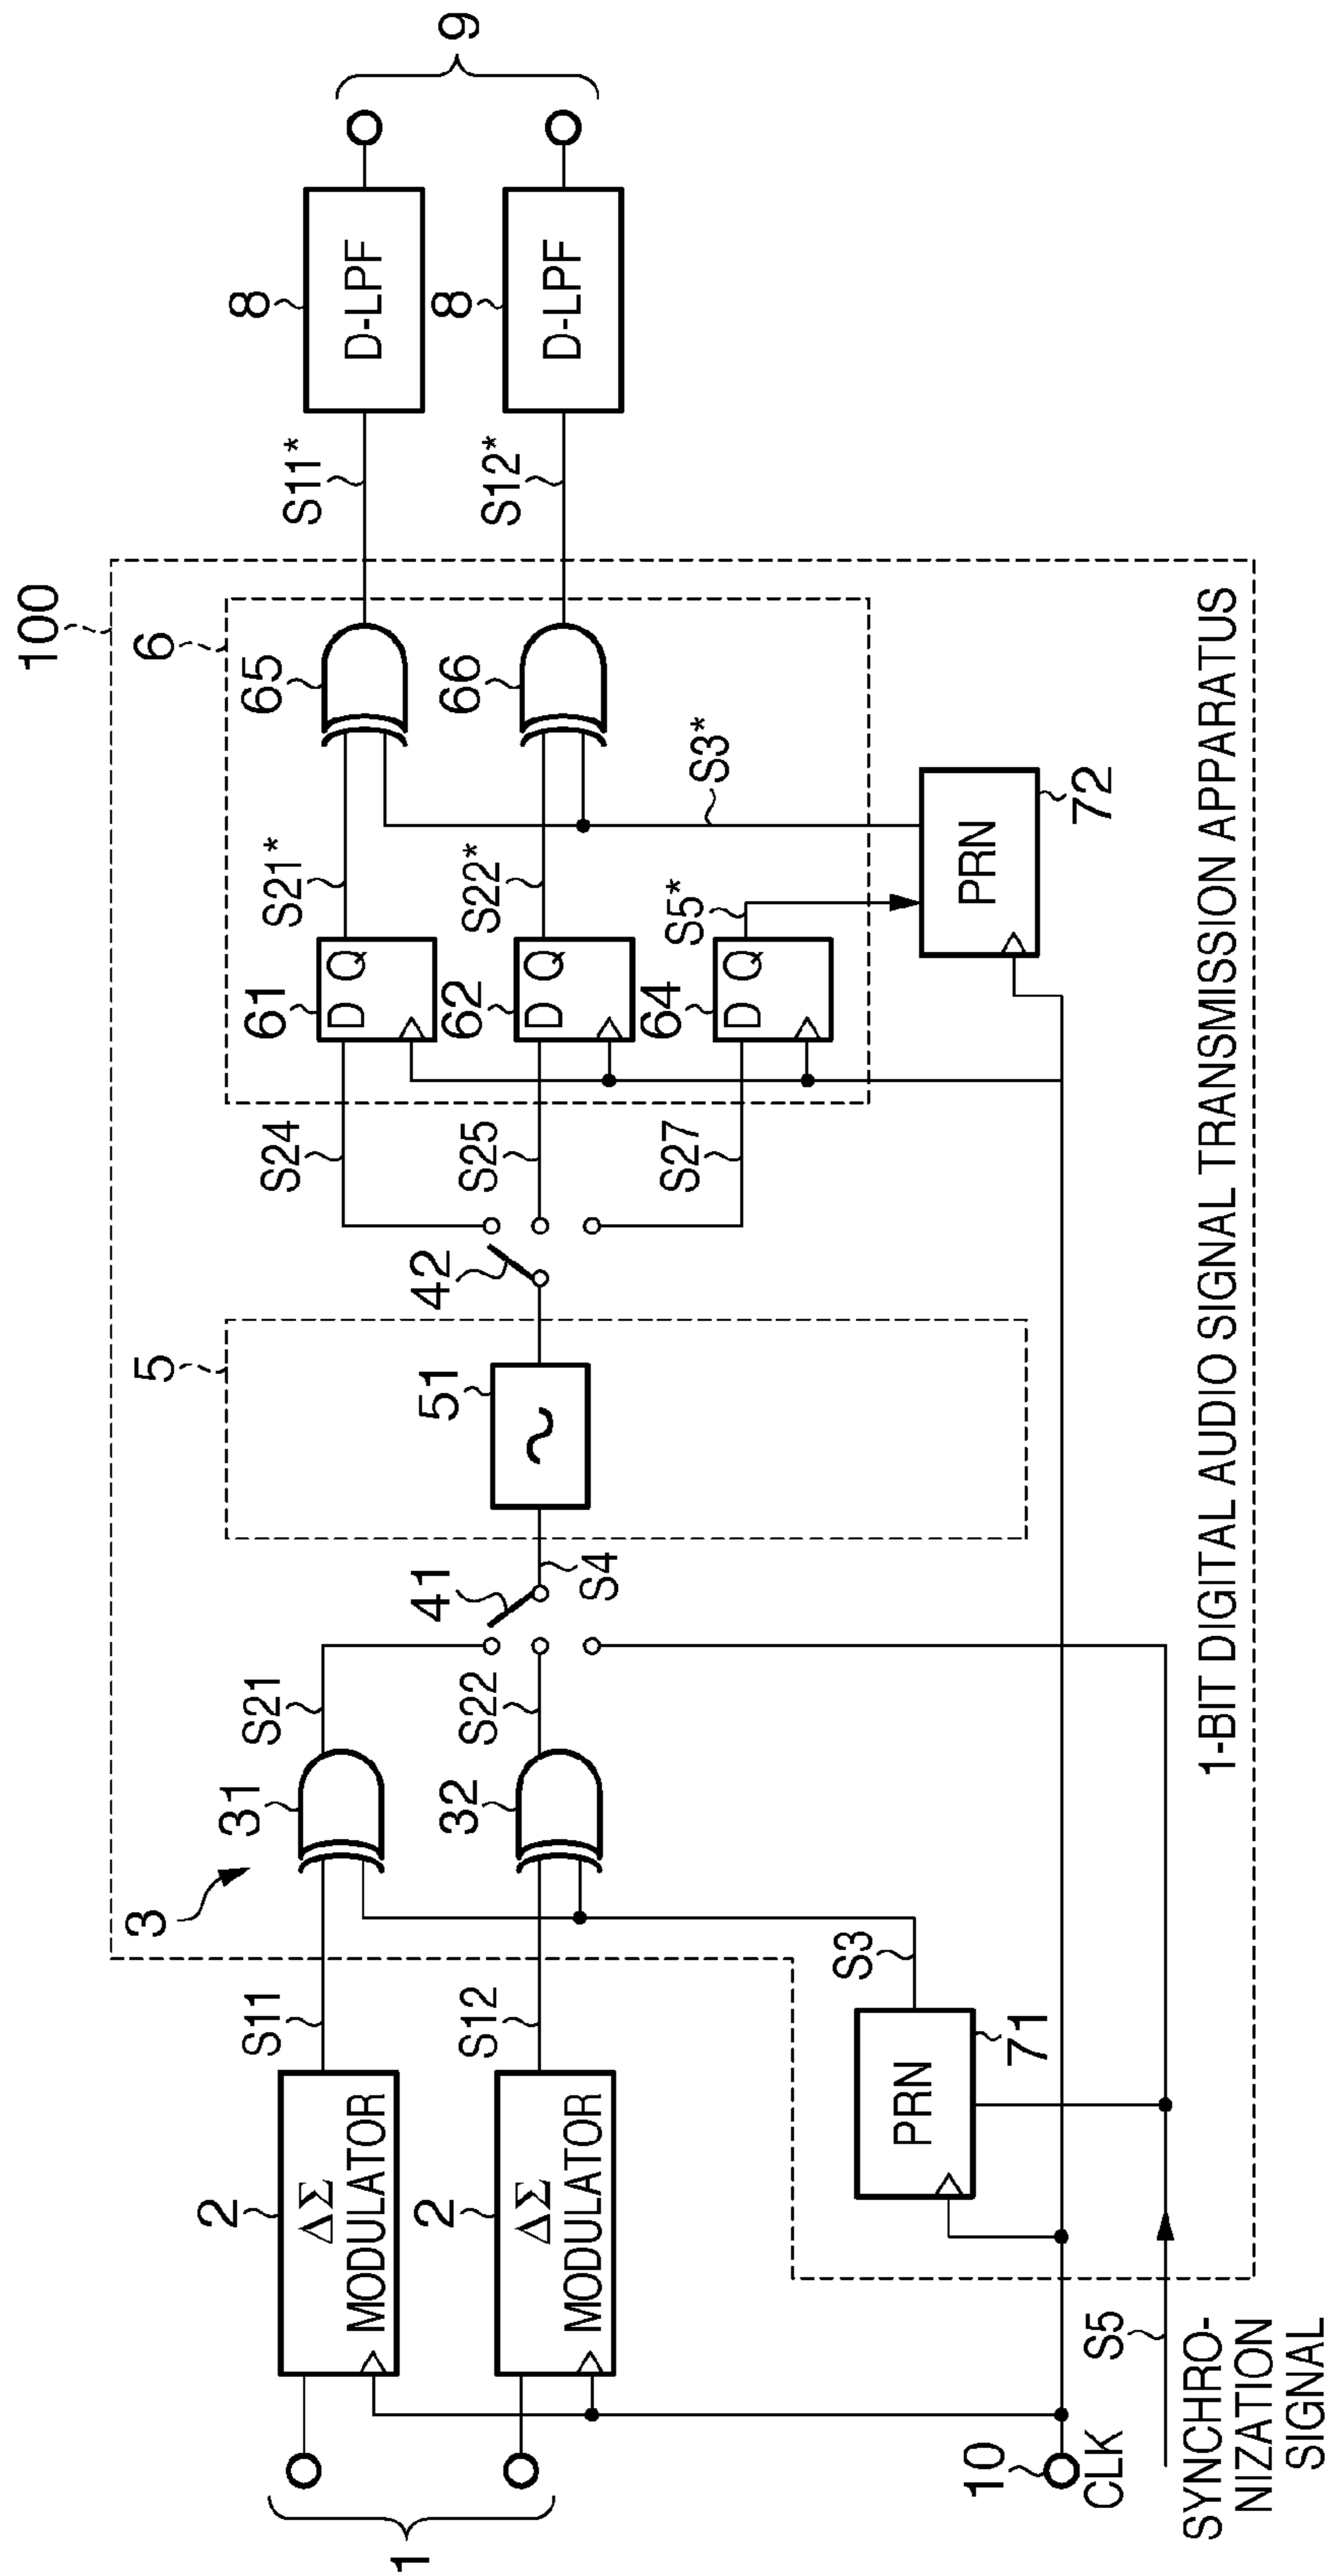 100
1
2
ΔΣ
MODULATOR
2
ΔΣ
MODULATOR
S11
S12
3
31
32
S21
S22
41
S4
5
51
~
42
S24
S25
S27
6
61
D Q
62
D Q
64
D Q
S21*
S22*
S5*
65
66
S3*
S11*
S12*
8
D-LPF
8
D-LPF
9
PRN
72
S3
PRN
71
10
CLK
S5
SYNCHRO-
NIZATION
SIGNAL
1-BIT DIGITAL AUDIO SIGNAL TRANSMISSION APPARATUS